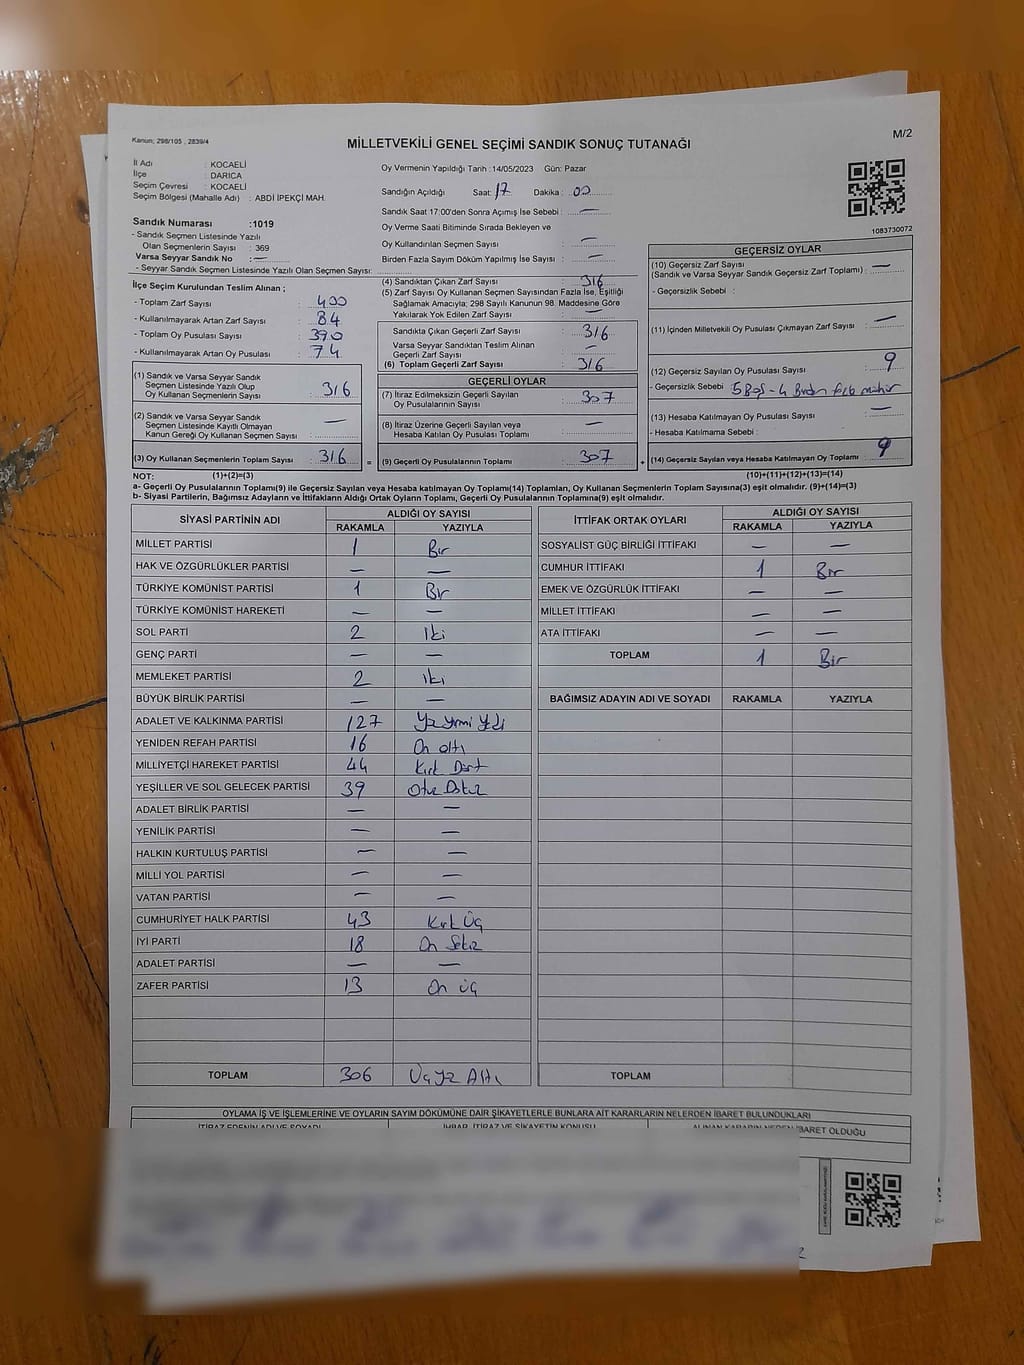 Kanun; 298/105 , 2839/4
MİLLETVEKİLİ GENEL SEÇİMİ SANDIK SONUÇ TUTANAĞI
M/2
İl Adı : KOCAELİ
İlçe : DARICA
Seçim Çevresi : KOCAELİ
Seçim Bölgesi (Mahalle Adı) : ABDİ İPEKÇİ MAH.
Sandık Numarası :1019
- Sandık Seçmen Listesinde Yazılı
Olan Seçmenlerin Sayısı : 369
Varsa Seyyar Sandık No : —
- Seyyar Sandık Seçmen Listesinde Yazılı Olan Seçmen Sayısı:
Oy Vermenin Yapıldığı Tarih :14/05/2023 Gün: Pazar
Sandığın Açıldığı Saat: 17 Dakika : 00
Sandık Saat 17:00'den Sonra Açımış İse Sebebi : —
Oy Verme Saati Bitiminde Sırada Bekleyen ve
Oy Kullandırılan Seçmen Sayısı : —
Birden Fazla Sayım Döküm Yapılmış İse Sayısı : —
1083730072
İlçe Seçim Kurulundan Teslim Alınan ;
- Toplam Zarf Sayısı : 400
- Kullanılmayarak Artan Zarf Sayısı : 84
- Toplam Oy Pusulası Sayısı : 390
- Kullanılmayarak Artan Oy Pusulası : 74
(4) Sandıktan Çıkan Zarf Sayısı : 316
(5) Zarf Sayısı Oy Kullanan Seçmen Sayısından Fazla İse, Eşitliği
Sağlamak Amacıyla; 298 Sayılı Kanunun 98. Maddesine Göre
Yakılarak Yok Edilen Zarf Sayısı : —
Sandıkta Çıkan Geçerli Zarf Sayısı : 316
Varsa Seyyar Sandıktan Teslim Alınan
Geçerli Zarf Sayısı : —
(6) Toplam Geçerli Zarf Sayısı : 316
GEÇERSİZ OYLAR
(10) Geçersiz Zarf Sayısı : —
(Sandık ve Varsa Seyyar Sandık Geçersiz Zarf Toplamı)
- Geçersizlik Sebebi :
(11) İçinden Milletvekili Oy Pusulası Çıkmayan Zarf Sayısı : —
(12) Geçersiz Sayılan Oy Pusulası Sayısı : 9
- Geçersizlik Sebebi : 5 Boş - 4 Birden fazla mühür
(13) Hesaba Katılmayan Oy Pusulası Sayısı : —
- Hesaba Katılmama Sebebi :
(14) Geçersiz Sayılan veya Hesaba Katılmayan Oy Toplamı : 9
(1) Sandık ve Varsa Seyyar Sandık
Seçmen Listesinde Yazılı Olup
Oy Kullanan Seçmenlerin Sayısı : 316
(2) Sandık ve Varsa Seyyar Sandık
Seçmen Listesinde Kayıtlı Olmayan
Kanun Gereği Oy Kullanan Seçmen Sayısı : —
(3) Oy Kullanan Seçmenlerin Toplam Sayısı : 316
GEÇERLİ OYLAR
(7) İtiraz Edilmeksizin Geçerli Sayılan
Oy Pusulalarının Sayısı : 307
(8) İtiraz Üzerine Geçerli Sayılan veya
Hesaba Katılan Oy Pusulası Toplamı : —
(9) Geçerli Oy Pusulalarının Toplamı : 307
NOT: (1)+(2)=(3) (10)+(11)+(12)+(13)=(14)
a- Geçerli Oy Pusulalarının Toplamı(9) ile Geçersiz Sayılan veya Hesaba katılmayan Oy Toplamı(14) Toplamları, Oy Kullanan Seçmenlerin Toplam Sayısına(3) eşit olmalıdır. (9)+(14)=(3)
b- Siyasi Partilerin, Bağımsız Adayların ve İttifakların Aldığı Ortak Oyların Toplamı, Geçerli Oy Pusulalarının Toplamına(9) eşit olmalıdır.
SİYASİ PARTİNİN ADI ALDIĞI OY SAYISI
RAKAMLA YAZIYLA
MİLLET PARTİSİ 1 Bir
HAK VE ÖZGÜRLÜKLER PARTİSİ — —
TÜRKİYE KOMÜNİST PARTİSİ 1 Bir
TÜRKİYE KOMÜNİST HAREKETİ — —
SOL PARTİ 2 İki
GENÇ PARTİ — —
MEMLEKET PARTİSİ 2 iki
BÜYÜK BİRLİK PARTİSİ — —
ADALET VE KALKINMA PARTİSİ 127 Yüz yirmi yedi
YENİDEN REFAH PARTİSİ 16 On altı
MİLLİYETÇİ HAREKET PARTİSİ 44 Kırk Dört
YEŞİLLER VE SOL GELECEK PARTİSİ 39 Otuz Dokuz
ADALET BİRLİK PARTİSİ — —
YENİLİK PARTİSİ — —
HALKIN KURTULUŞ PARTİSİ — —
MİLLİ YOL PARTİSİ — —
VATAN PARTİSİ — —
CUMHURİYET HALK PARTİSİ 43 Kırk Üç
İYİ PARTİ 18 On Sekiz
ADALET PARTİSİ — —
ZAFER PARTİSİ 13 On üç
TOPLAM 306 Üç Yüz Altı
İTTİFAK ORTAK OYLARI ALDIĞI OY SAYISI
RAKAMLA YAZIYLA
SOSYALİST GÜÇ BİRLİĞİ İTTİFAKI — —
CUMHUR İTTİFAKI 1 Bir
EMEK VE ÖZGÜRLÜK İTTİFAKI — —
MİLLET İTTİFAKI — —
ATA İTTİFAKI — —
TOPLAM 1 Bir
BAĞIMSIZ ADAYIN ADI VE SOYADI RAKAMLA YAZIYLA
TOPLAM
OYLAMA İŞ VE İŞLEMLERİNE VE OYLARIN SAYIM DÖKÜMÜNE DAİR ŞİKAYETLERLE BUNLARA AİT KARARLARIN NELERDEN İBARET BULUNDUKLARI
İTİRAZ EDENİN ADI VE SOYADI İHBAR, İTİRAZ VE ŞİKAYETİN KONUSU ALINAN KARARIN NEDEN İBARET OLDUĞU